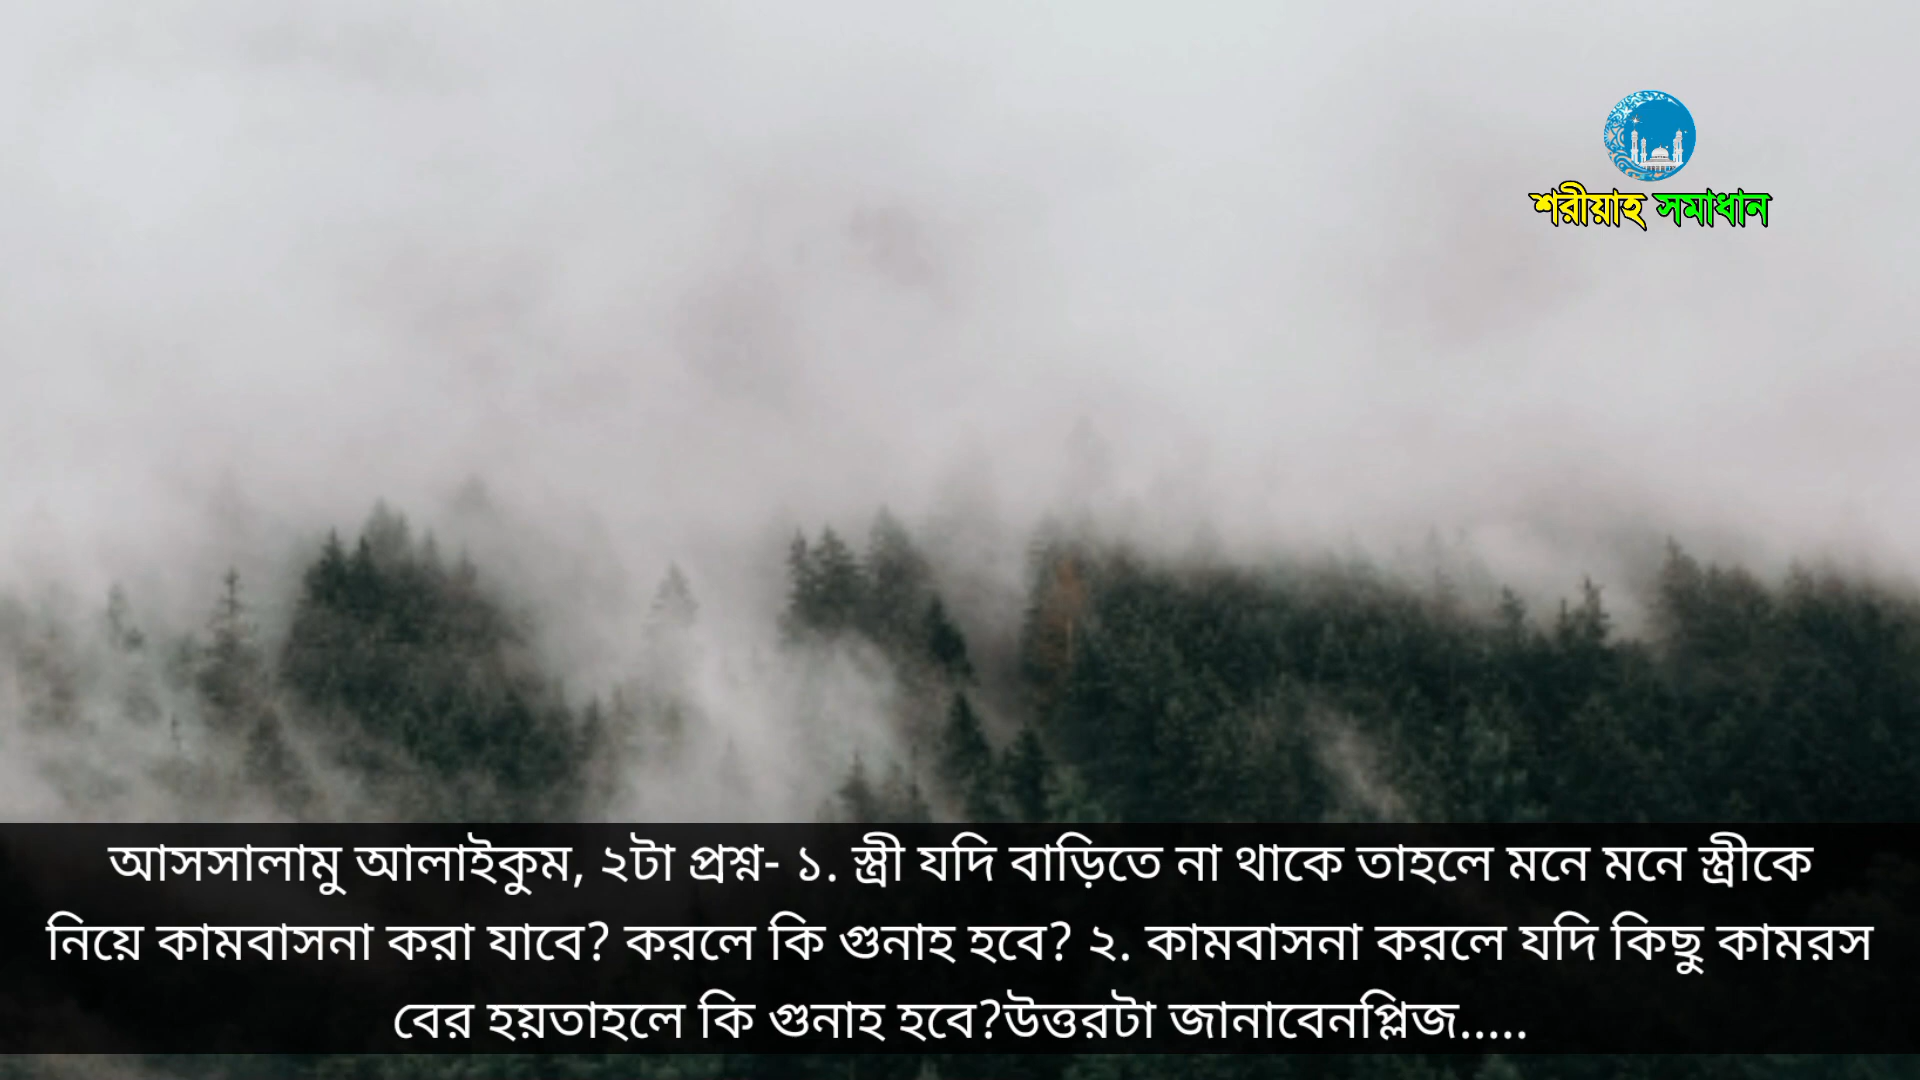 শরীয়াহ সমাধান
আসসালামু আলাইকুম, ২টা প্রশ্ন- ১. স্ত্রী যদি বাড়িতে না থাকে তাহলে মনে মনে স্ত্রীকে
নিয়ে কামবাসনা করা যাবে? করলে কি গুনাহ হবে? ২. কামবাসনা করলে যদি কিছু কামরস
বের হয়তাহলে কি গুনাহ হবে?উত্তরটা জানাবেনপ্লিজ.....